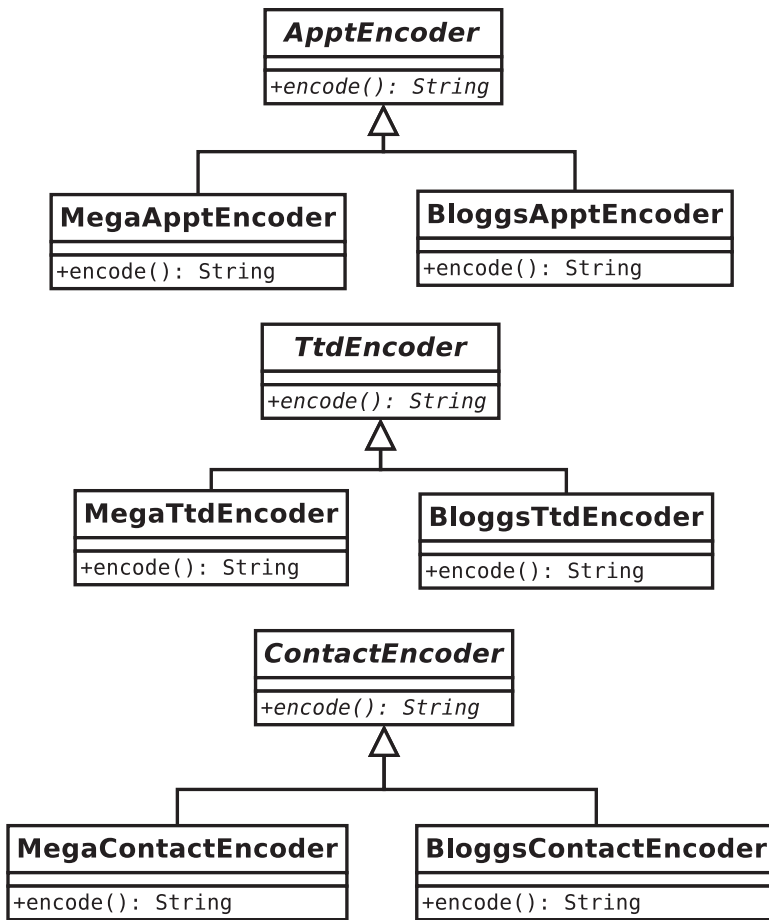 ApptEncoder
+encode(): String
MegaApptEncoder
+encode(): String
BloggsApptEncoder
+encode(): String
TtdEncoder
+encode(): String
MegaTtdEncoder
+encode(): String
BloggsTtdEncoder
+encode(): String
ContactEncoder
+encode(): String
MegaContactEncoder
+encode(): String
BloggsContactEncoder
+encode(): String